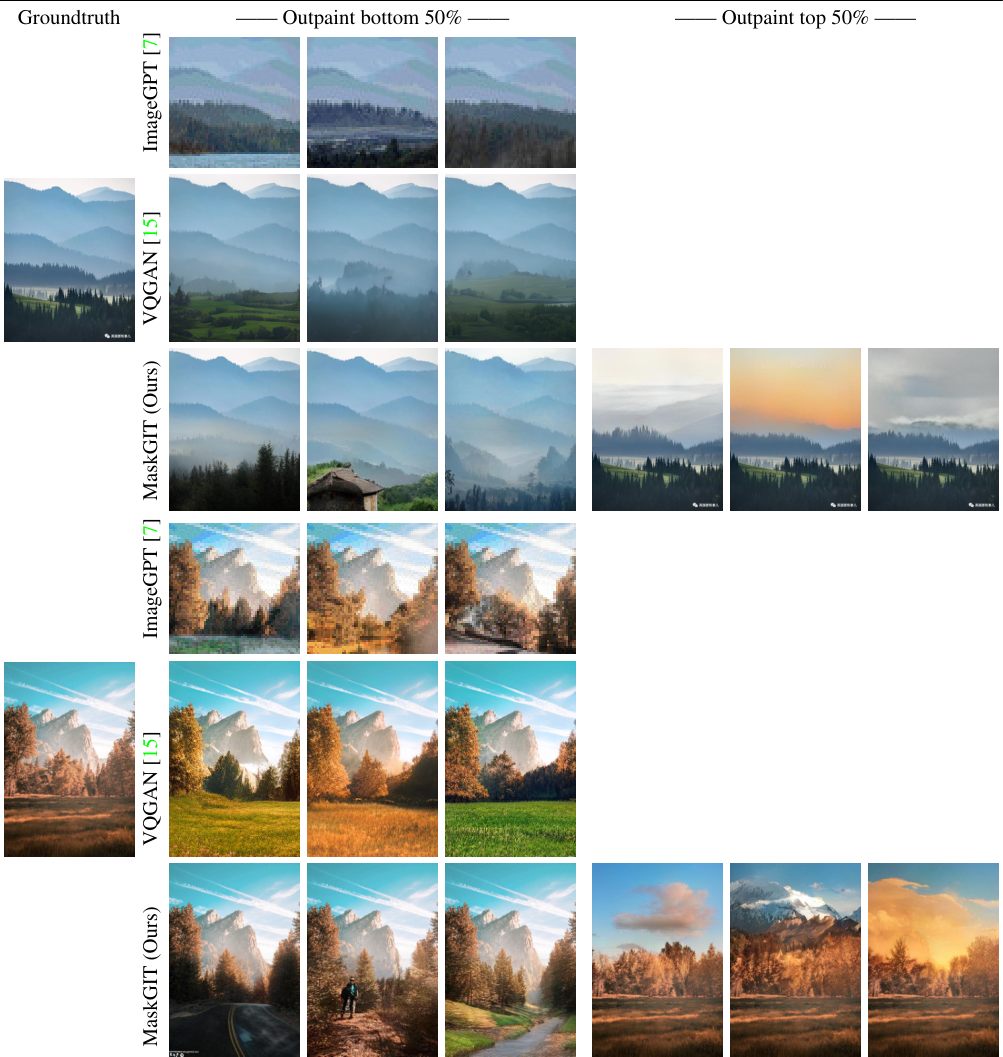 Groundtruth
—— Outpaint bottom 50% ——
—— Outpaint top 50% ——
ImageGPT [7]
VQGAN [15]
MaskGIT (Ours)
ImageGPT [7]
VQGAN [15]
MaskGIT (Ours)